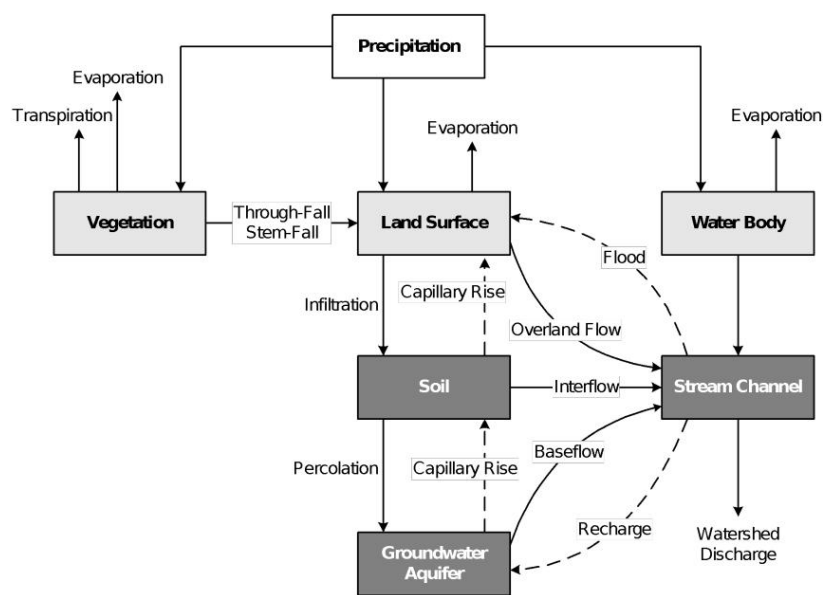 Precipitation
Evaporation
Transpiration
Evaporation
Evaporation
Vegetation
Through-Fall
Stem-Fall
Land Surface
Water Body
Flood
Infiltration
Capillary Rise
Overland Flow
Soil
Interflow
Stream Channel
Percolation
Capillary Rise
Baseflow
Recharge
Watershed
Discharge
Groundwater
Aquifer